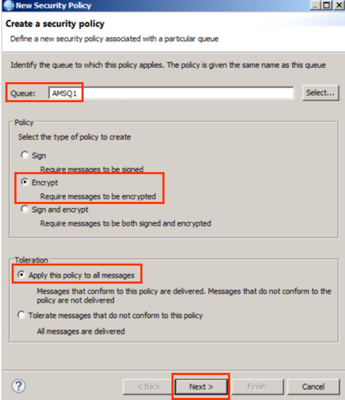 New Security Policy
Create a security policy
Define a new security policy associated with a particular queue
Identify the queue to which this policy applies. The policy is given the same name as this queue
Queue: AMSQ1 Select...
Policy
Select the type of policy to create
Sign
Require messages to be signed
Encrypt
Require messages to be encrypted
Sign and encrypt
Require messages to be both signed and encrypted
Toleration
Apply this policy to all messages
Messages that conform to this policy are delivered. Messages that do not conform to the
policy are not delivered
Tolerate messages that do not conform to this policy
All messages are delivered
? < Back Next > Finish Cancel